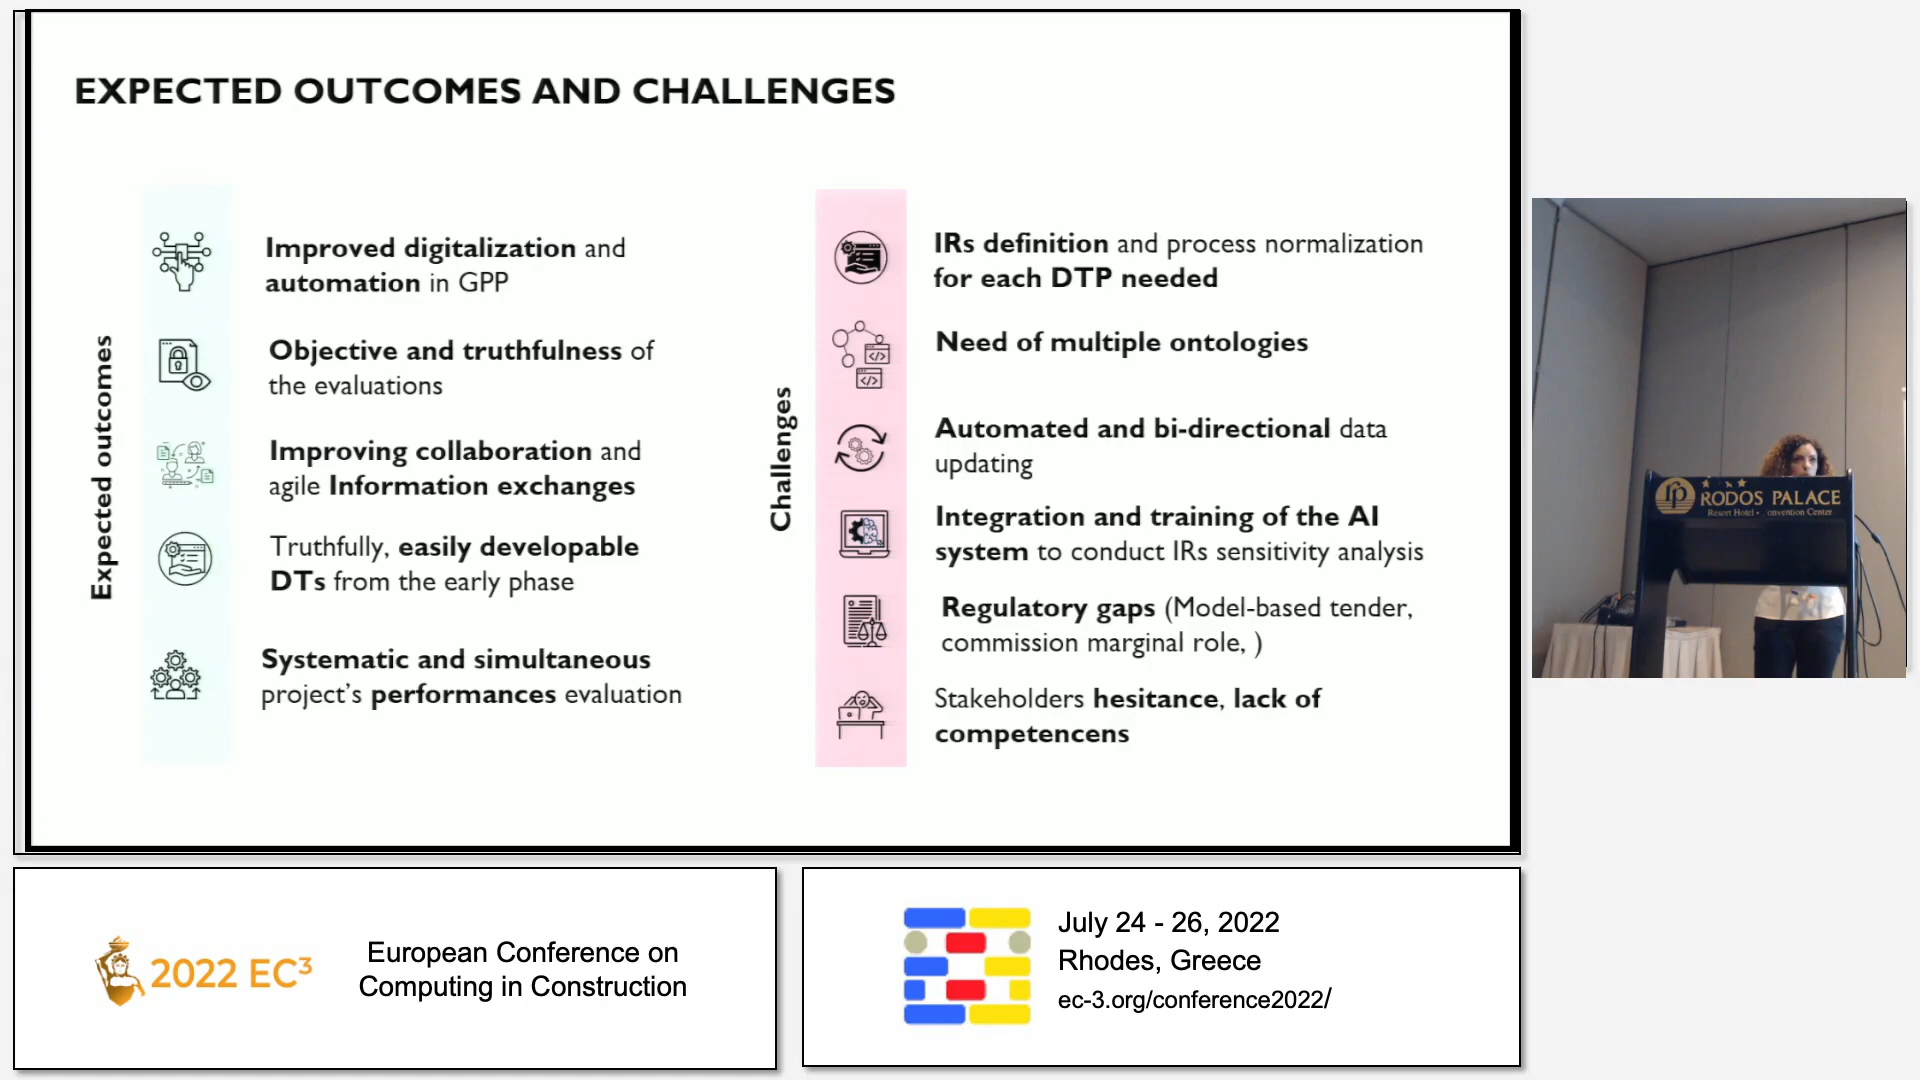 EXPECTED OUTCOMES AND CHALLENGES
Expected outcomes
Improved digitalization and
automation in GPP
Objective and truthfulness of
the evaluations
Improving collaboration and
agile Information exchanges
Truthfully, easily developable
DTs from the early phase
Systematic and simultaneous
project's performances evaluation
Challenges
IRs definition and process normalization
for each DTP needed
Need of multiple ontologies
Automated and bi-directional data
updating
Integration and training of the AI
system to conduct IRs sensitivity analysis
Regulatory gaps (Model-based tender,
commission marginal role, )
Stakeholders hesitance, lack of
competencens
rp RODOS PALACE
Resort Hotel • onvention Center
2022 EC³
European Conference on
Computing in Construction
July 24 - 26, 2022
Rhodes, Greece
ec-3.org/conference2022/